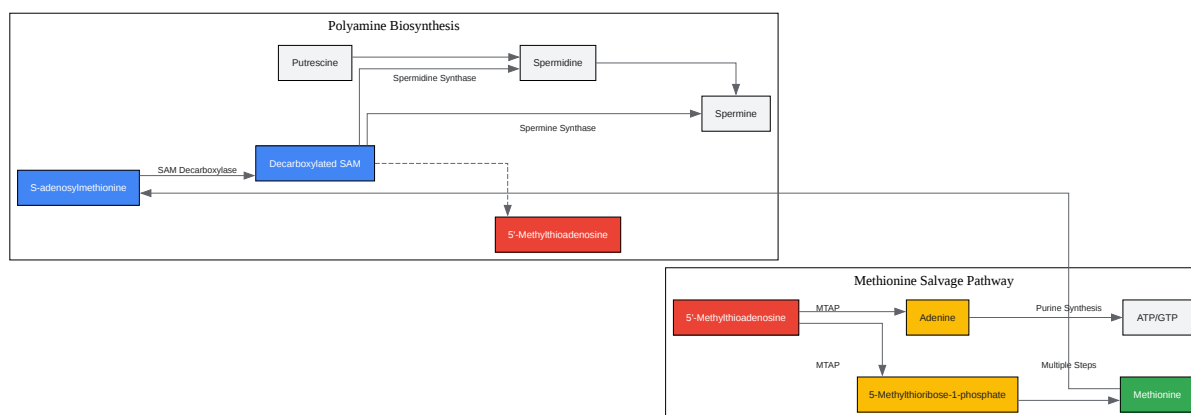 Polyamine Biosynthesis
Putrescine
Spermidine
Spermidine Synthase
Spermine
Spermine Synthase
Decarboxylated SAM
SAM Decarboxylase
S-adenosylmethionine
5'-Methylthioadenosine
Methionine Salvage Pathway
5'-Methylthioadenosine
MTAP
Adenine
Purine Synthesis
ATP/GTP
MTAP
Multiple Steps
5-Methylthioribose-1-phosphate
Methionine